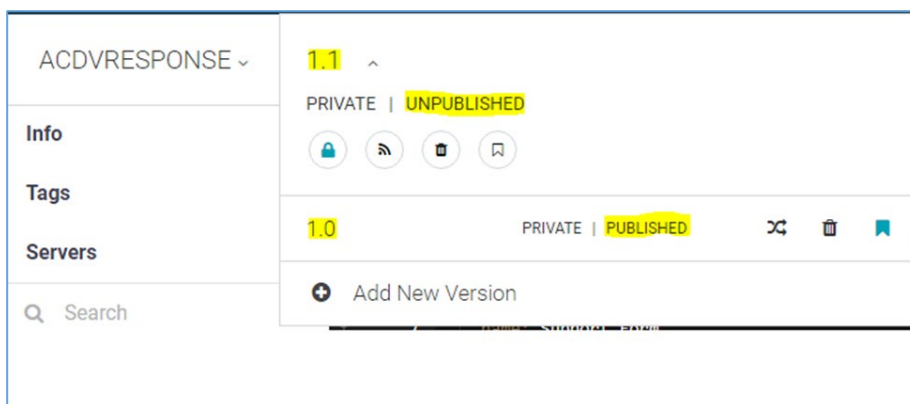 ACDVRESPONSE
Info
Tags
Servers
Search
1.1
PRIVATE | UNPUBLISHED
1.0 PRIVATE | PUBLISHED
Add New Version